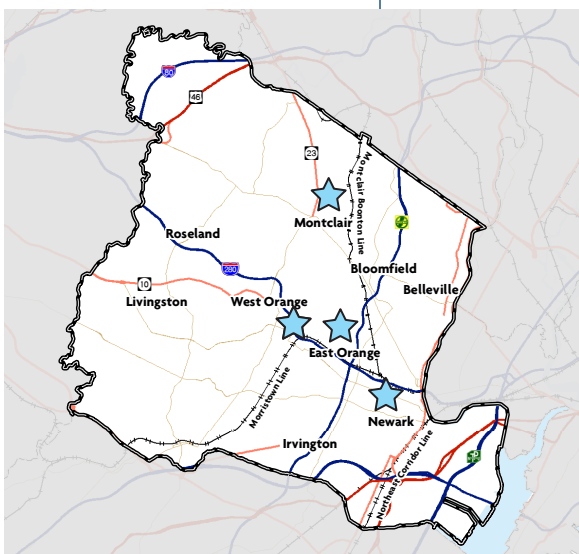 80
46
23
Montclair Boonton Line
Montclair
Roseland
280
Bloomfield
10
Livingston
West Orange
Belleville
East Orange
Morristown Line
Newark
Irvington
Northeast Corridor Line